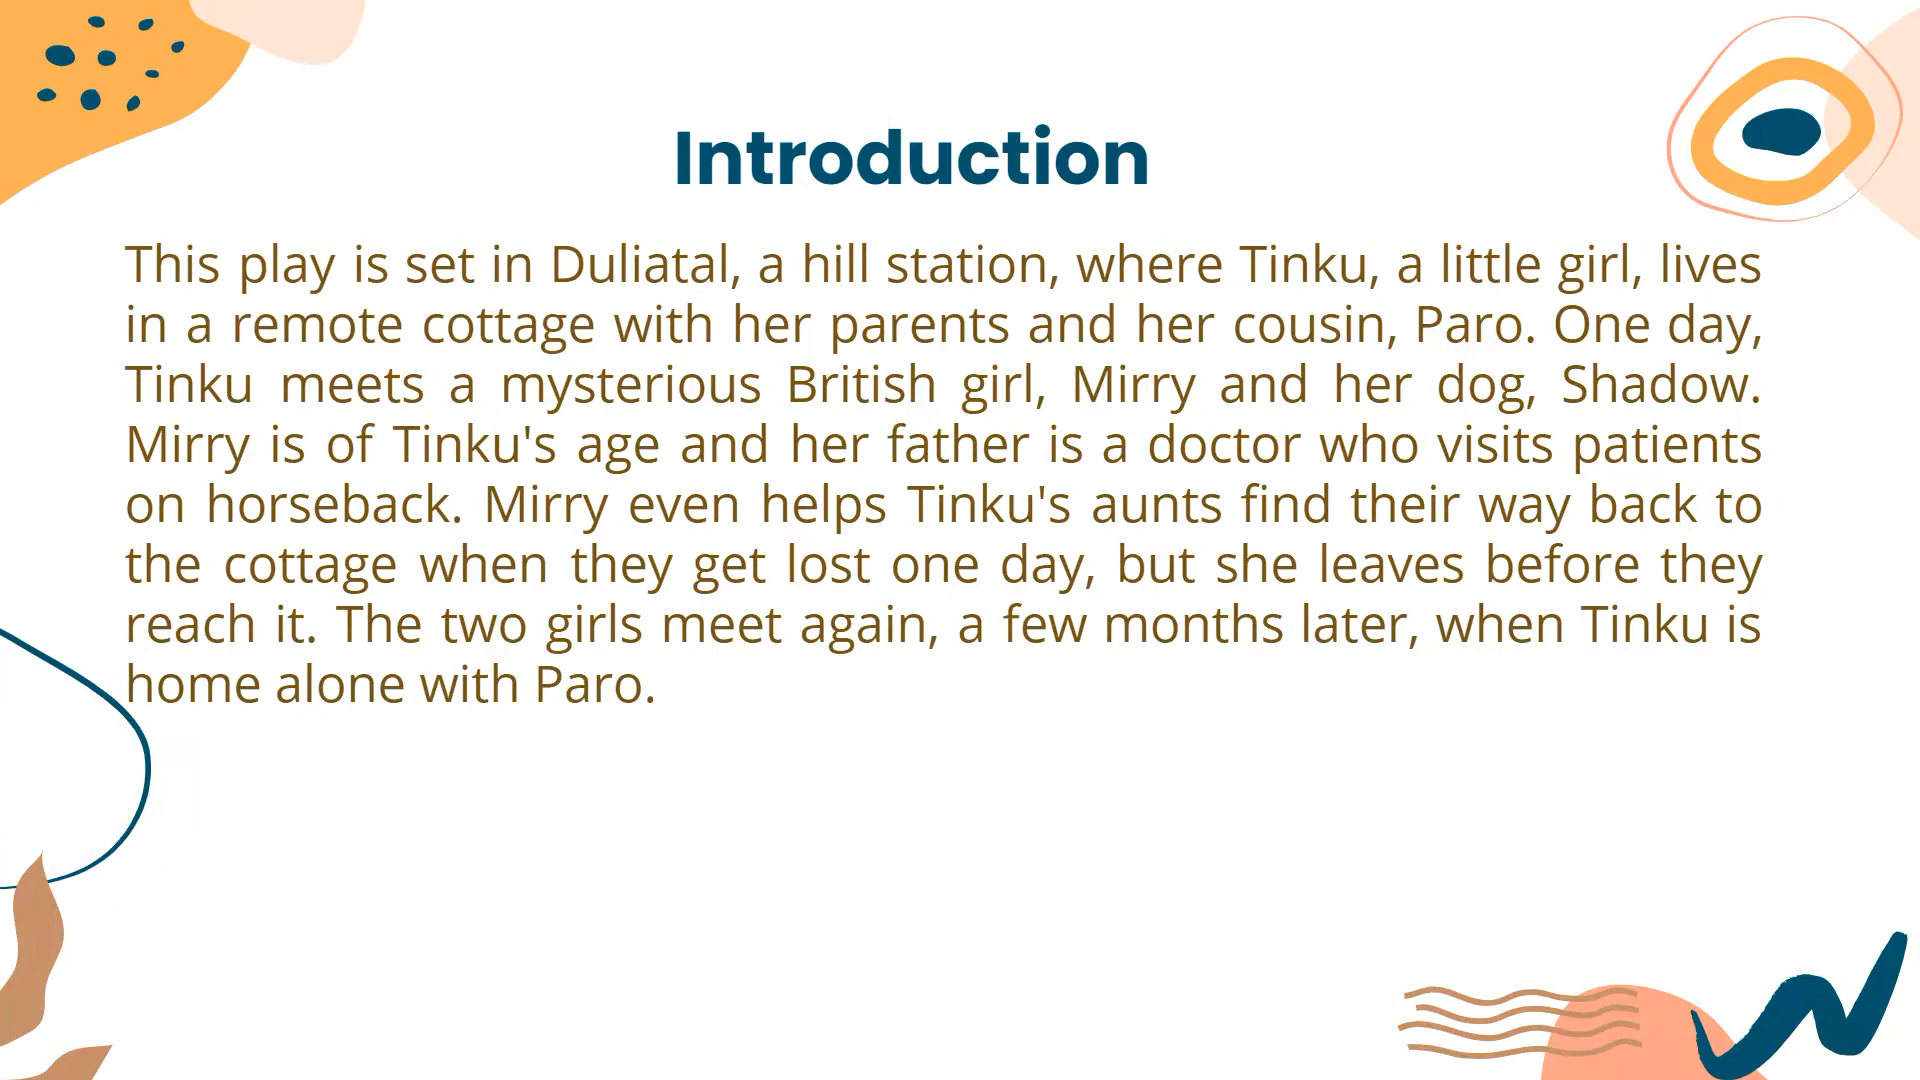 Introduction
This play is set in Duliatal, a hill station, where Tinku, a little girl, lives
in a remote cottage with her parents and her cousin, Paro. One day,
Tinku meets a mysterious British girl, Mirry and her dog, Shadow.
Mirry is of Tinku's age and her father is a doctor who visits patients
on horseback. Mirry even helps Tinku's aunts find their way back to
the cottage when they get lost one day, but she leaves before they
reach it. The two girls meet again, a few months later, when Tinku is
home alone with Paro.